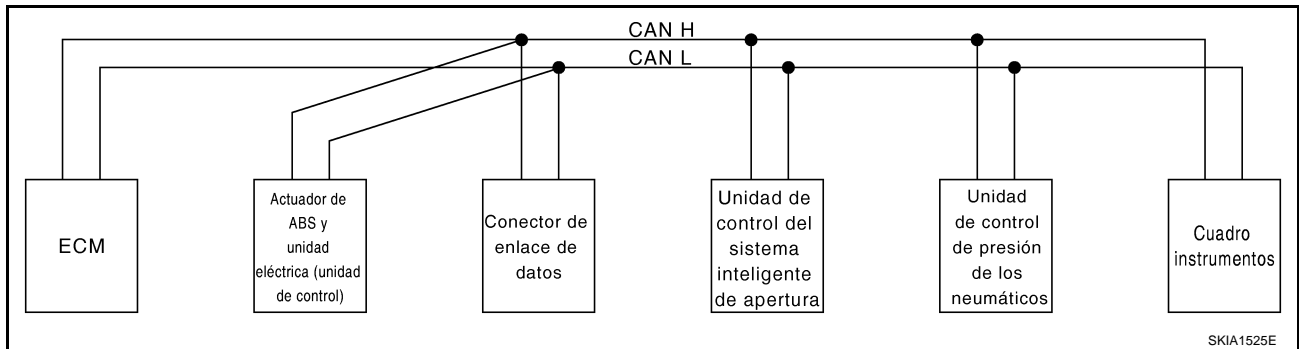 CAN H
CAN L
ECM
Actuador de
ABS y
unidad
eléctrica (unidad
de control)
Conector de
enlace de
datos
Unidad de
control del
sistema
inteligente
de apertura
Unidad
de control
de presión
de los
neumáticos
Cuadro
instrumentos
SKIA1525E